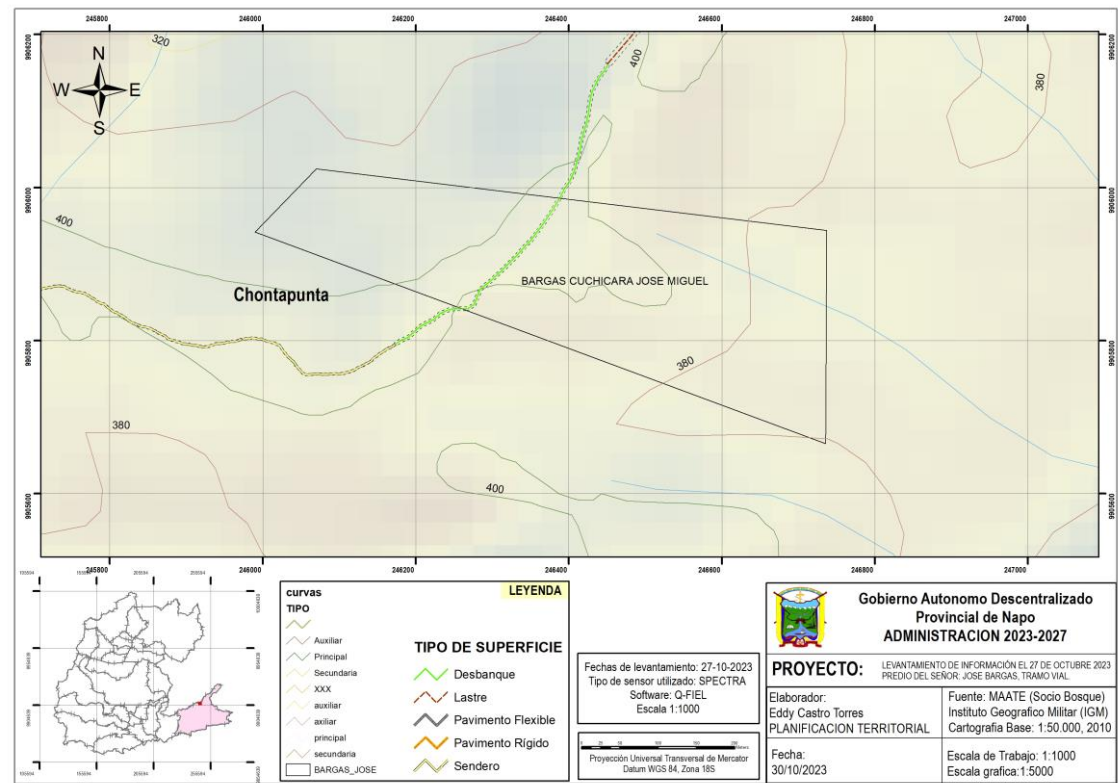 245800
246000
246200
246400
246600
246800
247000
9906200
9906000
9905800
9905600
9906200
9906000
9905800
9905600
N
W
E
S
320
400
380
400
Chontapunta
BARGAS CUCHICARA JOSE MIGUEL
380
380
400
245800
246000
246200
246400
246600
246800
247000
curvas
LEYENDA
TIPO
Auxiliar
Principal
Secundaria
XXX
auxiliar
axiliar
principal
secundaria
BARGAS_JOSE
TIPO DE SUPERFICIE
Desbanque
Lastre
Pavimento Flexible
Pavimento Rígido
Sendero
Fechas de levantamiento: 27-10-2023
Tipo de sensor utilizado: SPECTRA
Software: Q-FIEL
Escala 1:1000
Proyección Universal Transversal de Mercator
Datum WGS 84, Zona 18S
Gobierno Autonomo Descentralizado
Provincial de Napo
ADMINISTRACION 2023-2027
PROYECTO:
LEVANTAMIENTO DE INFORMACIÓN EL 27 DE OCTUBRE 2023
PREDIO DEL SEÑOR: JOSE BARGAS, TRAMO VIAL.
Elaborador:
Eddy Castro Torres
PLANIFICACION TERRITORIAL
Fuente: MAATE (Socio Bosque)
Instituto Geografico Militar (IGM)
Cartografia Base: 1:50.000, 2010
Fecha:
30/10/2023
Escala de Trabajo: 1:1000
Escala grafica:1:5000